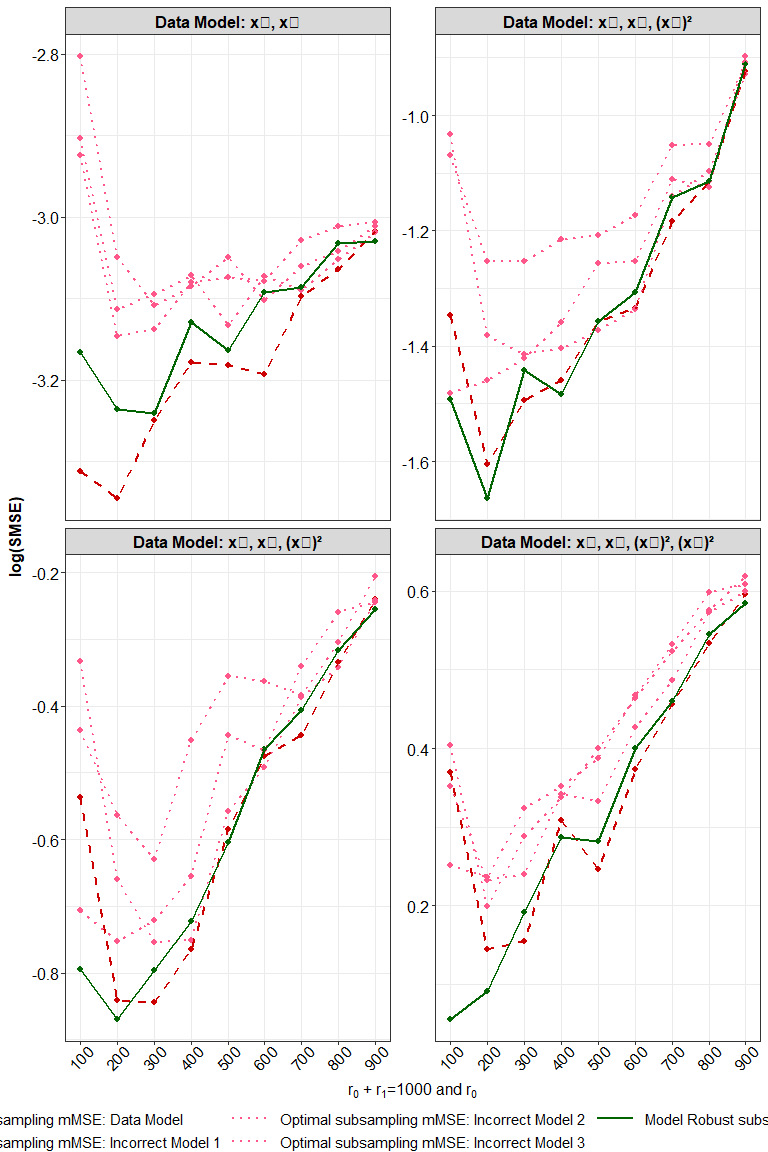 Data Model: x▯, x▯
Data Model: x▯, x▯, (x▯)²
-2.8
-3.0
-3.2
-1.0
-1.2
-1.4
-1.6
log(SMSE)
Data Model: x▯, x▯, (x▯)²
Data Model: x▯, x▯, (x▯)², (x▯)²
-0.2
-0.4
-0.6
-0.8
0.6
0.4
0.2
100 200 300 400 500 600 700 800 900
100 200 300 400 500 600 700 800 900
r₀ + r₁=1000 and r₀
sampling mMSE: Data Model Optimal subsampling mMSE: Incorrect Model 2 Model Robust subs
sampling mMSE: Incorrect Model 1 Optimal subsampling mMSE: Incorrect Model 3